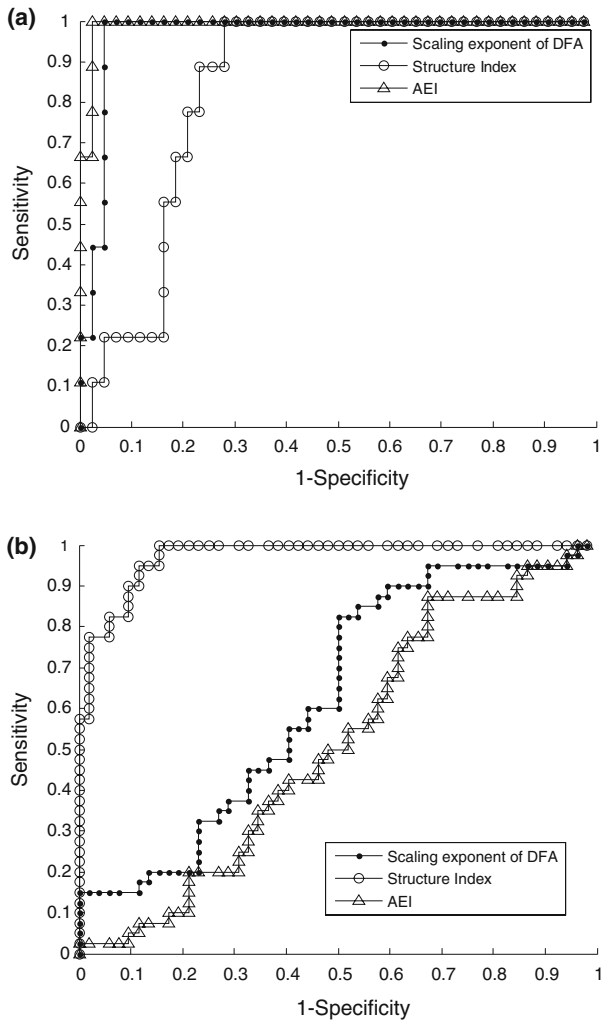 (a)
1
0.9
0.8
0.7
0.6
0.5
0.4
0.3
0.2
0.1
0
Sensitivity
Scaling exponent of DFA
Structure Index
AEI
0 0.1 0.2 0.3 0.4 0.5 0.6 0.7 0.8 0.9 1
1-Specificity
(b)
1
0.9
0.8
0.7
0.6
0.5
0.4
0.3
0.2
0.1
0
Sensitivity
Scaling exponent of DFA
Structure Index
AEI
0 0.1 0.2 0.3 0.4 0.5 0.6 0.7 0.8 0.9 1
1-Specificity